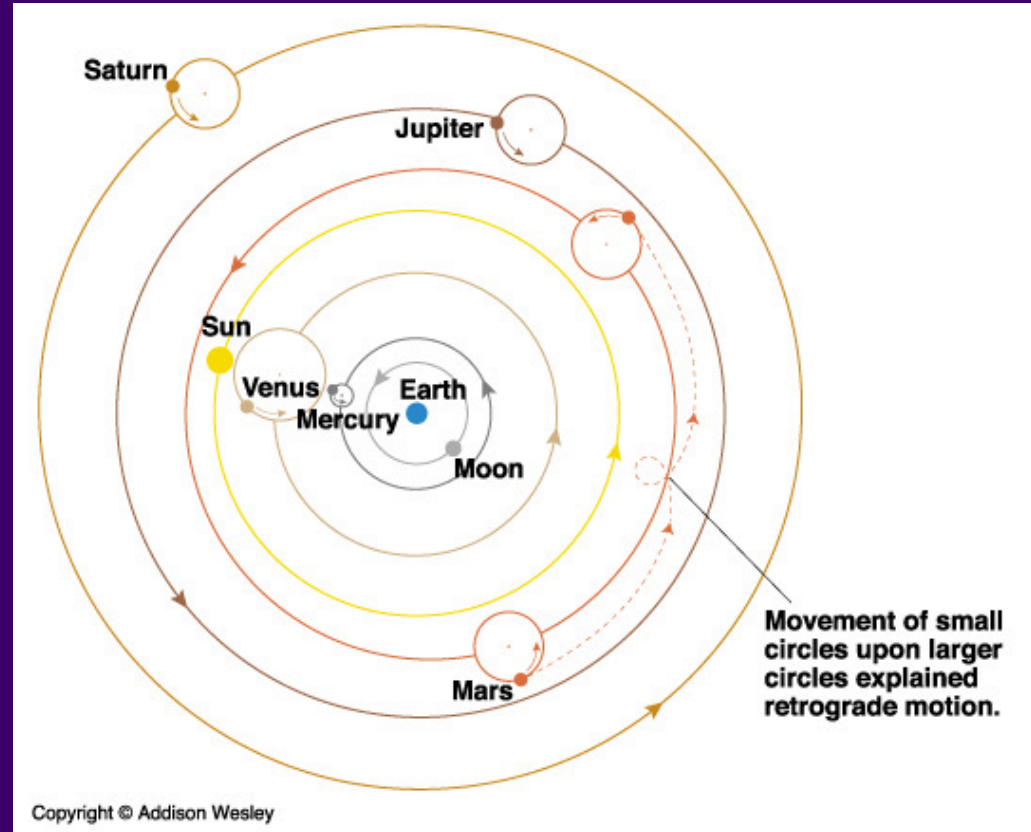 Saturn
Jupiter
Sun
Venus
Earth
Mercury
Moon
Mars
Movement of small
circles upon larger
circles explained
retrograde motion.
Copyright © Addison Wesley